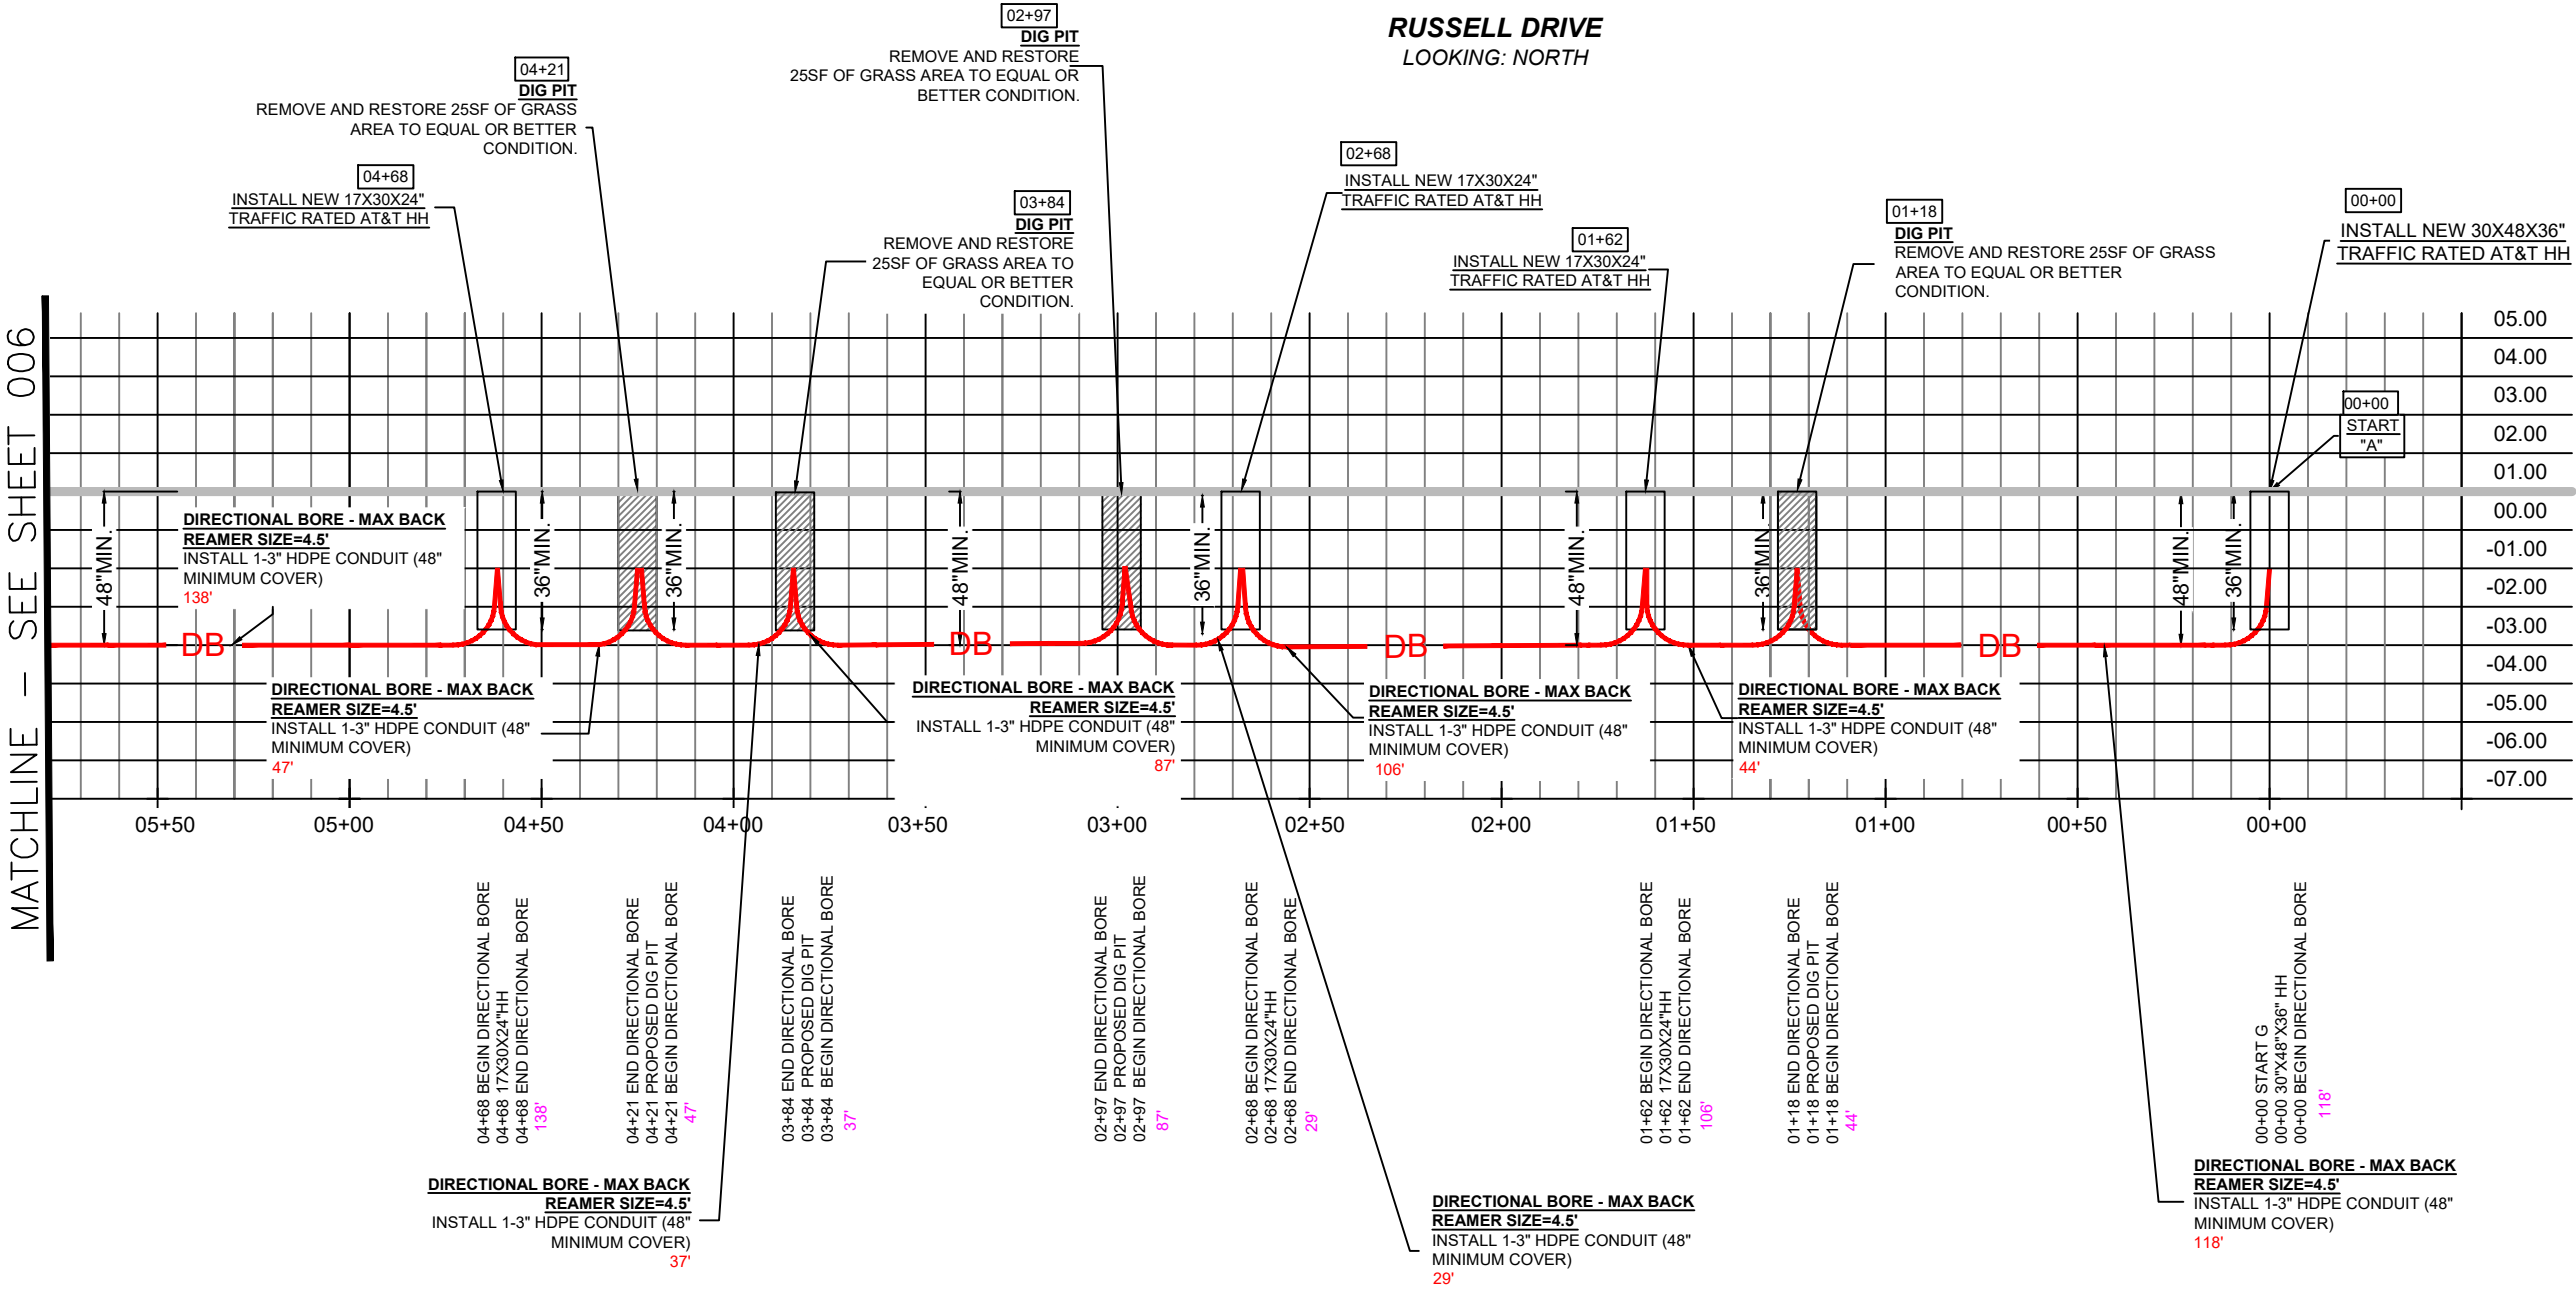 RUSSELL DRIVE
LOOKING: NORTH
02+97
DIG PIT
REMOVE AND RESTORE
25SF OF GRASS AREA TO EQUAL OR
BETTER CONDITION.
04+21
DIG PIT
REMOVE AND RESTORE 25SF OF GRASS
AREA TO EQUAL OR BETTER
CONDITION.
04+68
INSTALL NEW 17X30X24"
TRAFFIC RATED AT&T HH
03+84
DIG PIT
REMOVE AND RESTORE
25SF OF GRASS AREA TO
EQUAL OR BETTER
CONDITION.
02+68
INSTALL NEW 17X30X24"
TRAFFIC RATED AT&T HH
01+62
INSTALL NEW 17X30X24"
TRAFFIC RATED AT&T HH
01+18
DIG PIT
REMOVE AND RESTORE 25SF OF GRASS
AREA TO EQUAL OR BETTER
CONDITION.
00+00
INSTALL NEW 30X48X36"
TRAFFIC RATED AT&T HH
00+00
START
"A"
MATCHLINE - SEE SHEET 006
05.00
04.00
03.00
02.00
01.00
00.00
-01.00
-02.00
-03.00
-04.00
-05.00
-06.00
-07.00
48"MIN.
36"MIN.
36"MIN.
48"MIN.
36"MIN.
48"MIN.
36"MIN.
48"MIN.
36"MIN.
DIRECTIONAL BORE - MAX BACK
REAMER SIZE=4.5'
INSTALL 1-3" HDPE CONDUIT (48"
MINIMUM COVER)
138'
DB
DB
DB
DB
DIRECTIONAL BORE - MAX BACK
REAMER SIZE=4.5'
INSTALL 1-3" HDPE CONDUIT (48"
MINIMUM COVER)
47'
DIRECTIONAL BORE - MAX BACK
REAMER SIZE=4.5'
INSTALL 1-3" HDPE CONDUIT (48"
MINIMUM COVER)
87'
DIRECTIONAL BORE - MAX BACK
REAMER SIZE=4.5'
INSTALL 1-3" HDPE CONDUIT (48"
MINIMUM COVER)
106'
DIRECTIONAL BORE - MAX BACK
REAMER SIZE=4.5'
INSTALL 1-3" HDPE CONDUIT (48"
MINIMUM COVER)
44'
05+50
05+00
04+50
04+00
03+50
03+00
02+50
02+00
01+50
01+00
00+50
00+00
04+68 BEGIN DIRECTIONAL BORE
04+68 17X30X24"HH
04+68 END DIRECTIONAL BORE
138'
04+21 END DIRECTIONAL BORE
04+21 PROPOSED DIG PIT
04+21 BEGIN DIRECTIONAL BORE
47'
03+84 END DIRECTIONAL BORE
03+84 PROPOSED DIG PIT
03+84 BEGIN DIRECTIONAL BORE
37'
02+97 END DIRECTIONAL BORE
02+97 PROPOSED DIG PIT
02+97 BEGIN DIRECTIONAL BORE
87'
02+68 BEGIN DIRECTIONAL BORE
02+68 17X30X24"HH
02+68 END DIRECTIONAL BORE
29'
01+62 BEGIN DIRECTIONAL BORE
01+62 17X30X24"HH
01+62 END DIRECTIONAL BORE
106'
01+18 END DIRECTIONAL BORE
01+18 PROPOSED DIG PIT
01+18 BEGIN DIRECTIONAL BORE
44'
00+00 START G
00+00 30"X48"X36" HH
00+00 BEGIN DIRECTIONAL BORE
118'
DIRECTIONAL BORE - MAX BACK
REAMER SIZE=4.5'
INSTALL 1-3" HDPE CONDUIT (48"
MINIMUM COVER)
37'
DIRECTIONAL BORE - MAX BACK
REAMER SIZE=4.5'
INSTALL 1-3" HDPE CONDUIT (48"
MINIMUM COVER)
29'
DIRECTIONAL BORE - MAX BACK
REAMER SIZE=4.5'
INSTALL 1-3" HDPE CONDUIT (48"
MINIMUM COVER)
118'